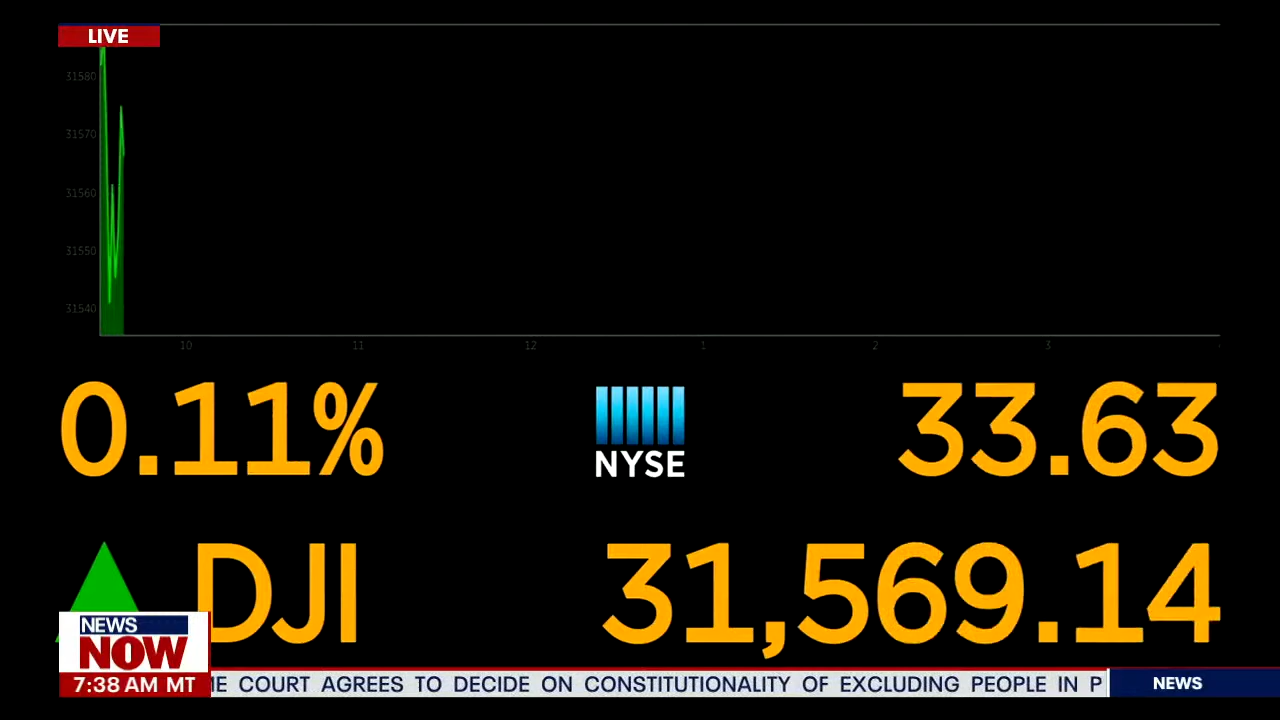 LIVE
31580
31570
31560
31550
31540
10 11 12 1 2 3
0.11% NYSE 33.63
DJI 31,569.14
NEWS
NOW
7:38 AM MT
COURT AGREES TO DECIDE ON CONSTITUTIONALITY OF EXCLUDING PEOPLE IN P
NEWS